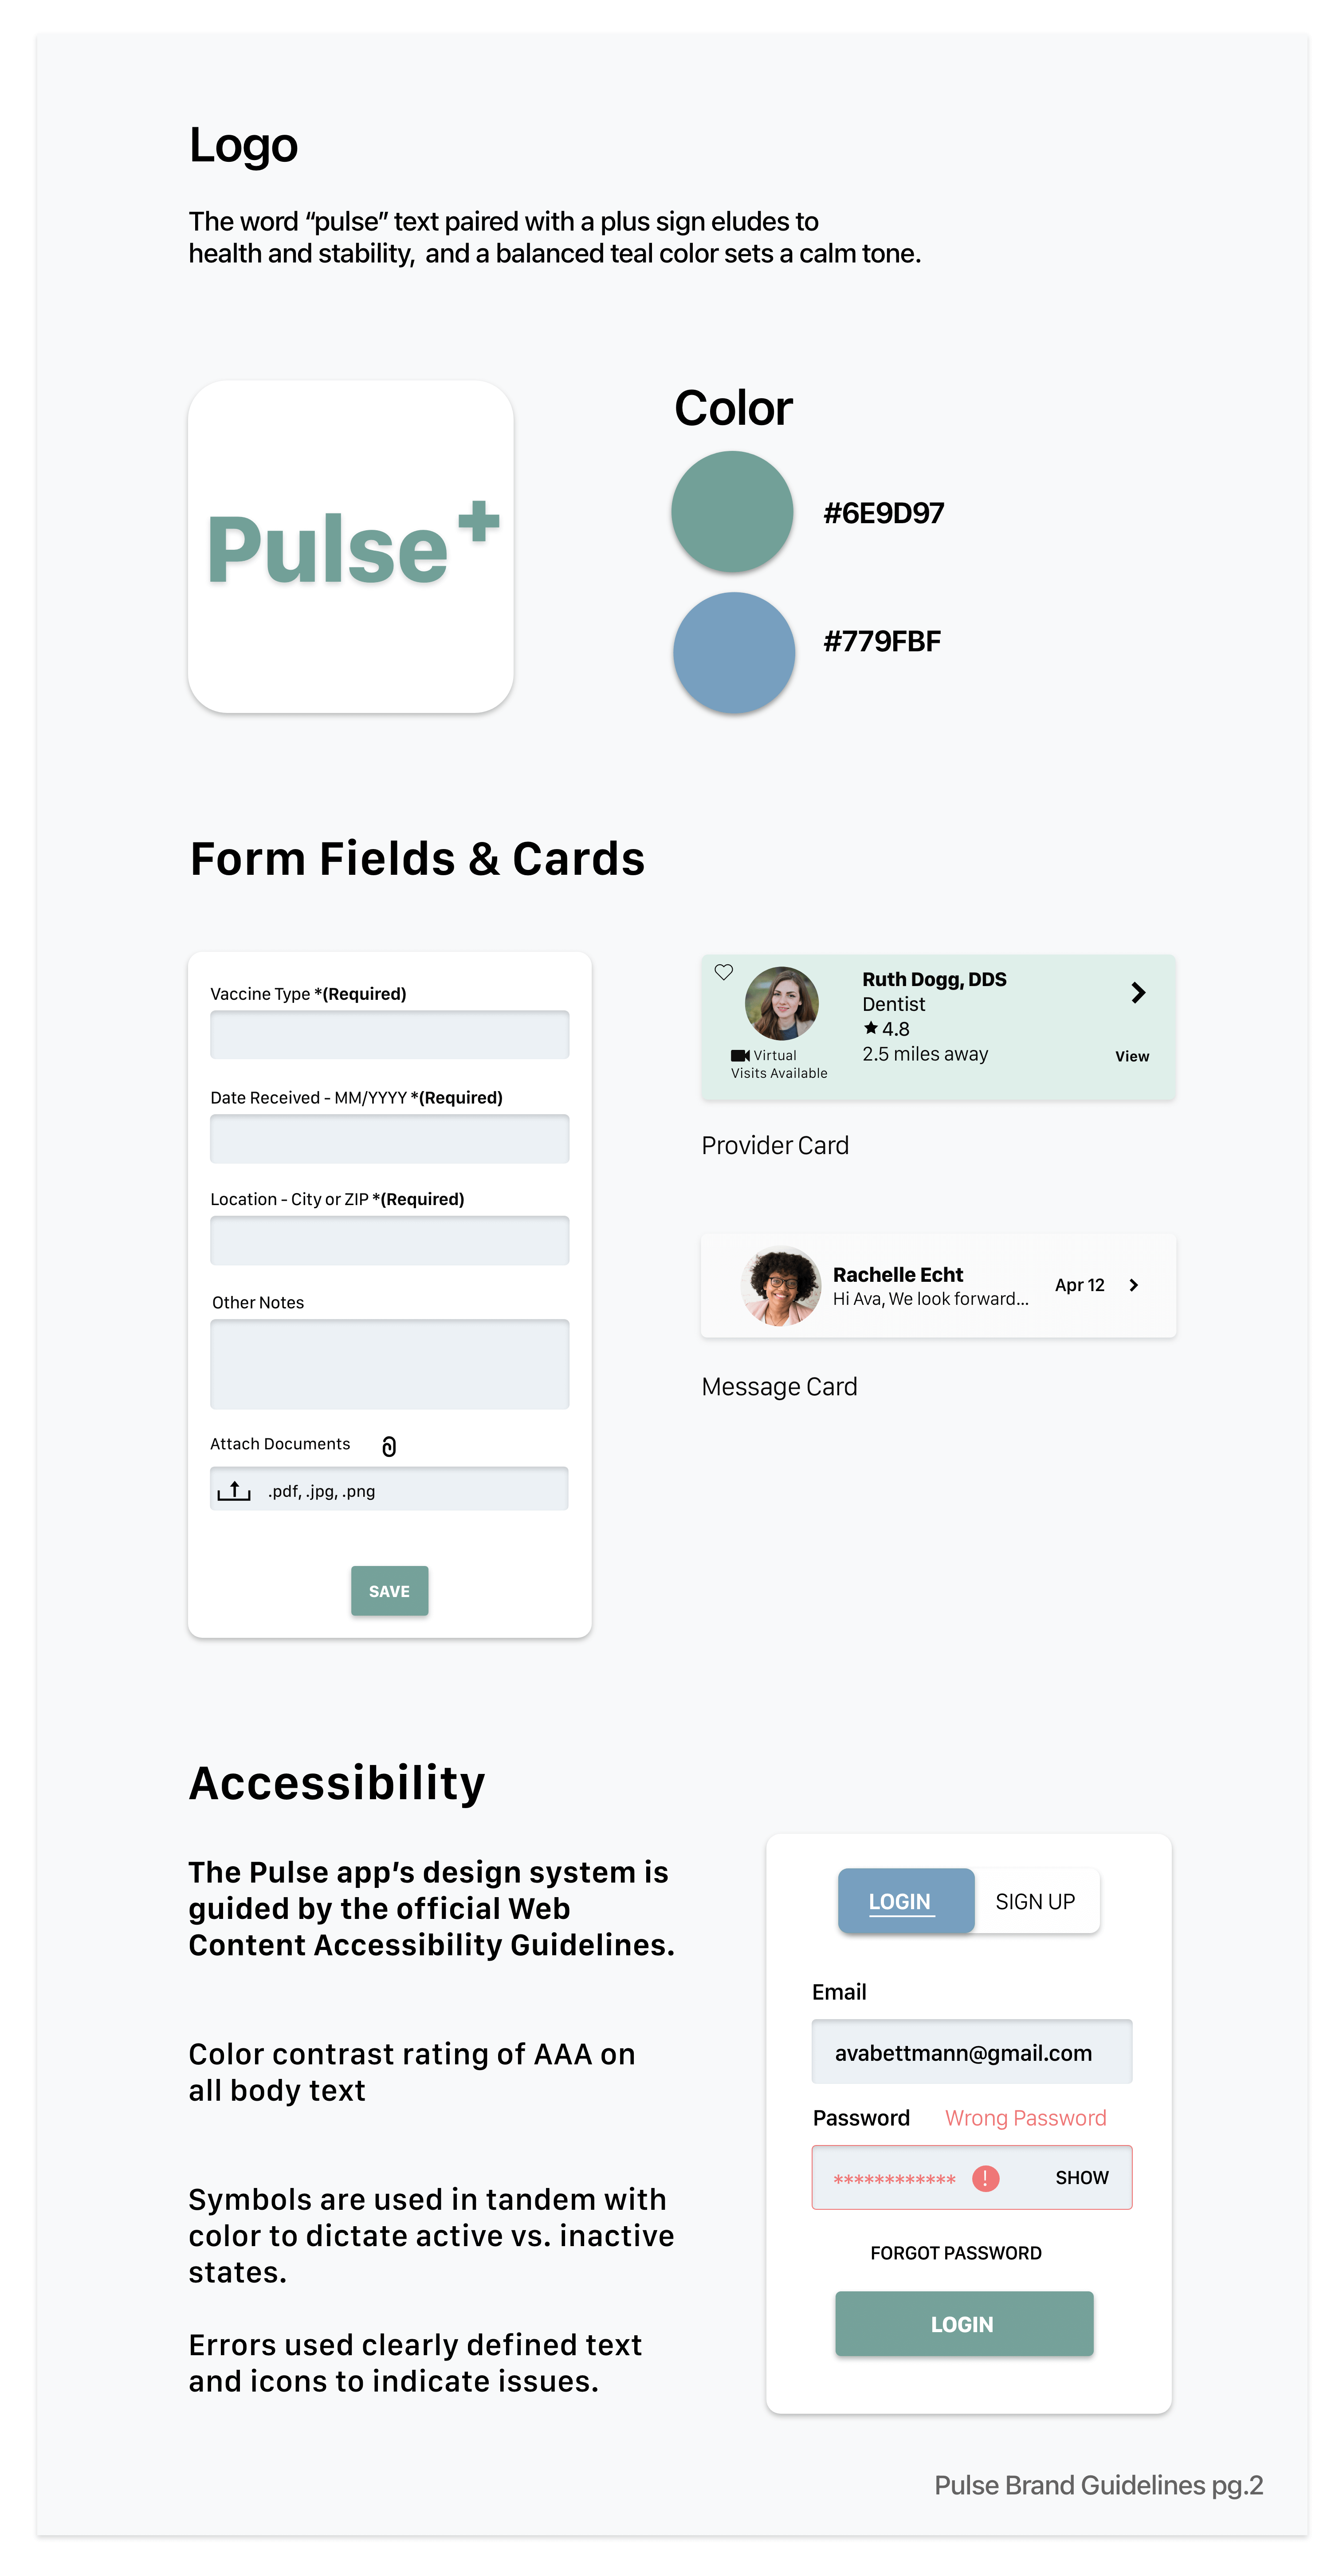 Logo
The word “pulse” text paired with a plus sign eludes to
health and stability,  and a balanced teal color sets a calm tone.
Pulse+
Color
#6E9D97
#779FBF
Form Fields & Cards
Vaccine Type *(Required)
Date Received - MM/YYYY *(Required)
Location - City or ZIP *(Required)
Other Notes
Attach Documents
.pdf, .jpg, .png
SAVE
Ruth Dogg, DDS
Dentist
4.8
2.5 miles away
Virtual
Visits Available
View
Provider Card
Rachelle Echt
Hi Ava, We look forward...
Apr 12
Message Card
Accessibility
The Pulse app’s design system is
guided by the official Web
Content Accessibility Guidelines.
Color contrast rating of AAA on
all body text
Symbols are used in tandem with
color to dictate active vs. inactive
states.
Errors used clearly defined text
and icons to indicate issues.
LOGIN SIGN UP
Email
avabettmann@gmail.com
Password Wrong Password
************ ! SHOW
FORGOT PASSWORD
LOGIN
Pulse Brand Guidelines pg.2